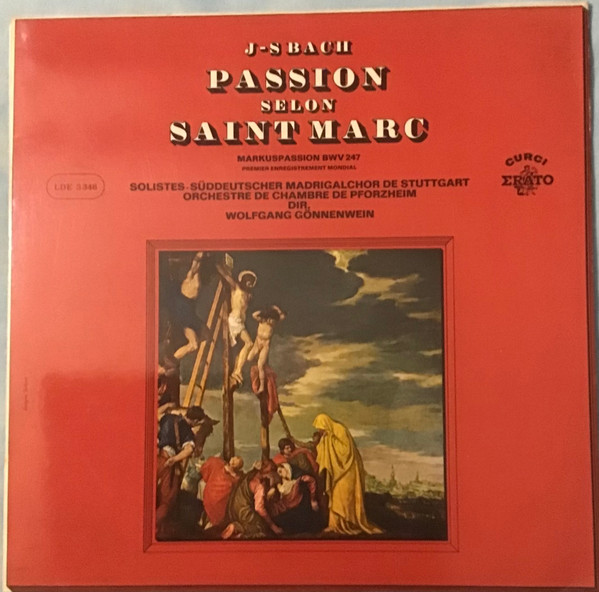 J-S BACH
PASSION
SELON
SAINT MARC
MARKUSPASSION BWV 247
PREMIER ENREGISTREMENT MONDIAL
LDE 3.346
CURCI
ERATO
SOLISTES-SÜDDEUTSCHER MADRIGALCHOR DE STUTTGART
ORCHESTRE DE CHAMBRE DE PFORZHEIM
DIR.
WOLFGANG GÖNNENWEIN